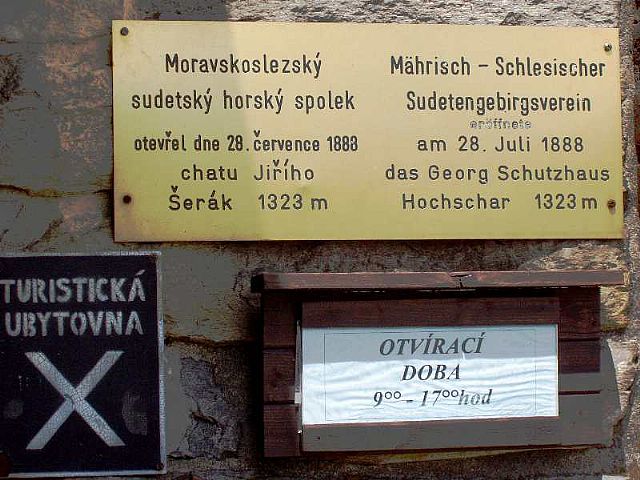 Moravskoslezský
sudetský horský spolek
otevřel dne 28. července 1888
chatu Jiřího
Šerák 1323 m
Mährisch – Schlesischer
Sudetengebirgsverein
eröffnete
am 28. Juli 1888
das Georg Schutzhaus
Hochschar 1323 m
TURISTICKÁ
UBYTOVNA
X
OTVÍRACÍ
DOBA
9⁰⁰ - 17⁰⁰hod